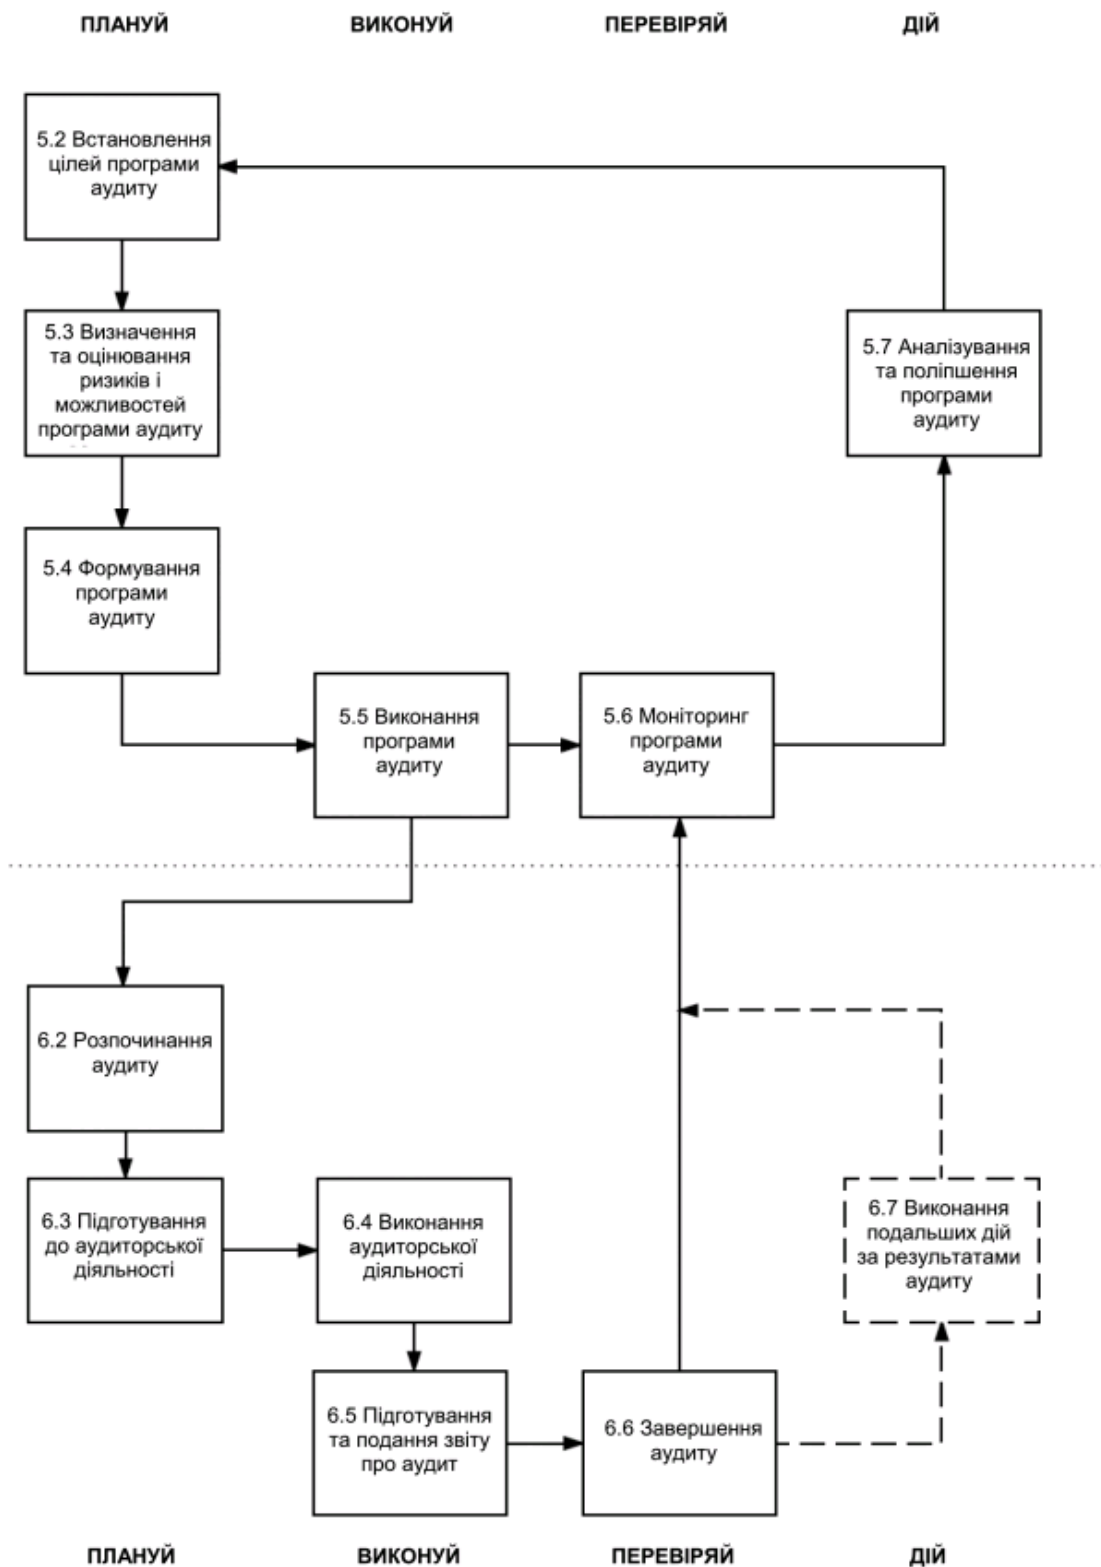 ПЛАНУЙ ВИКОНУЙ ПЕРЕВІРЯЙ ДІЙ
5.2 Встановлення
цілей програми
аудиту
5.3 Визначення
та оцінювання
ризиків і
можливостей
програми аудиту
5.7 Аналізування
та поліпшення
програми
аудиту
5.4 Формування
програми
аудиту
5.5 Виконання
програми
аудиту
5.6 Моніторинг
програми
аудиту
6.2 Розпочинання
аудиту
6.3 Підготування
до аудиторської
діяльності
6.4 Виконання
аудиторської
діяльності
6.7 Виконання
подальших дій
за результатами
аудиту
6.5 Підготування
та подання звіту
про аудит
6.6 Завершення
аудиту
ПЛАНУЙ ВИКОНУЙ ПЕРЕВІРЯЙ ДІЙ